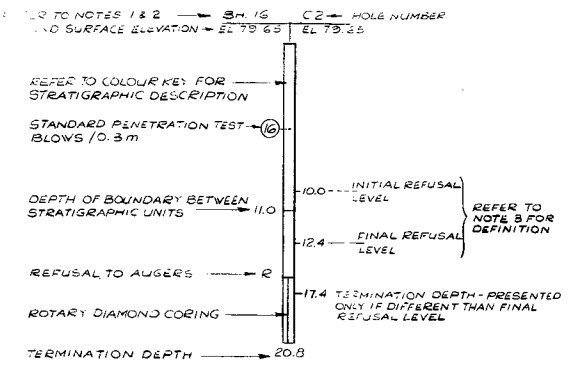 TO NOTES 1 & 2 BH. 16 C2 HOLE NUMBER
SURFACE ELEVATION EL 79.65 EL 79.25
REFER TO COLOUR KEY FOR
STRATIGRAPHIC DESCRIPTION
STANDARD PENETRATION TEST 16
BLOWS /0.3m
10.0 INITIAL REFUSAL
LEVEL
DEPTH OF BOUNDARY BETWEEN
STRATIGRAPHIC UNITS 11.0
REFER TO
NOTE 3 FOR
DEFINITION
12.4 FINAL REFUSAL
LEVEL
REFUSAL TO AUGERS R
17.4 TERMINATION DEPTH - PRESENTED
ONLY IF DIFFERENT THAN FINAL
REFUSAL LEVEL
ROTARY DIAMOND CORING
TERMINATION DEPTH 20.8